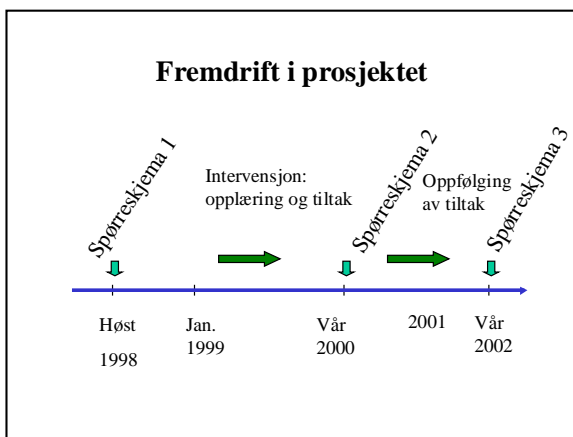 Fremdrift i prosjektet
Spørreskjema 1
Intervensjon:
opplæring og tiltak
Spørreskjema 2
Oppfølging
av tiltak
Spørreskjema 3
Høst
1998
Jan.
1999
Vår
2000
2001
Vår
2002